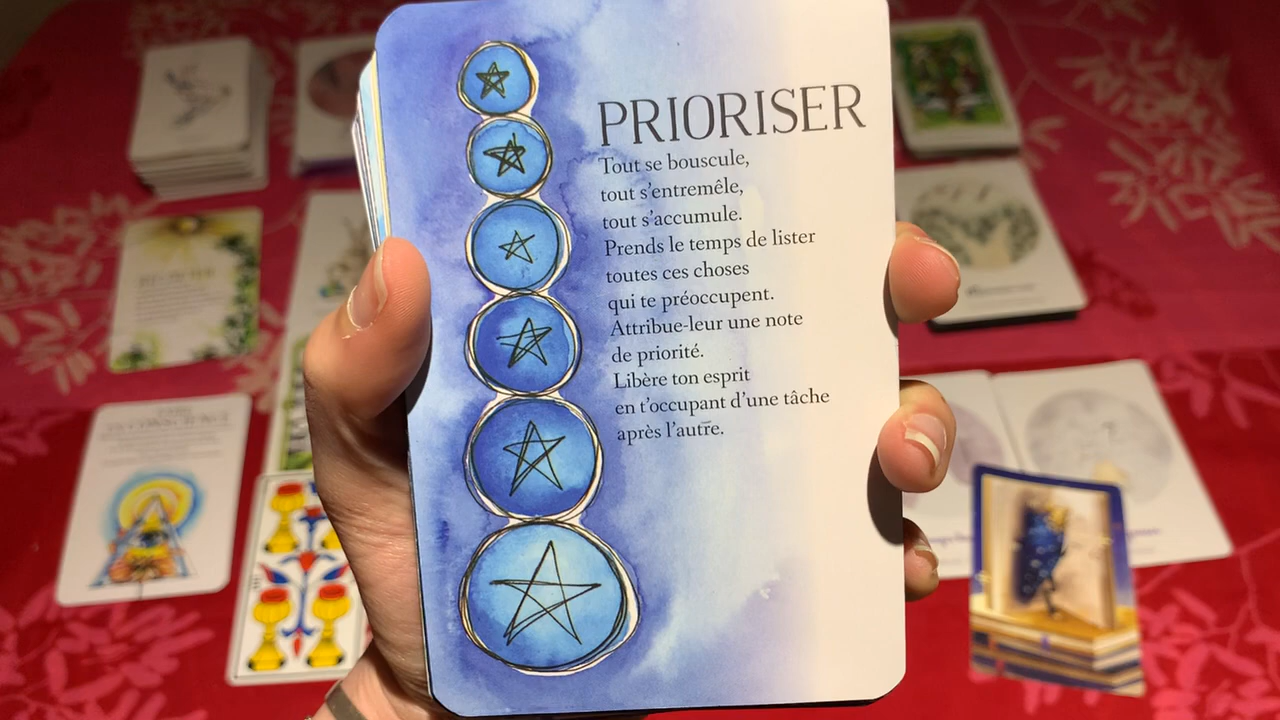 PRIORISER
Tout se bouscule,
tout s'entremêle,
tout s'accumule.
Prends le temps de lister
toutes ces choses
qui te préoccupent.
Attribue-leur une note
de priorité.
Libère ton esprit
en t'occupant d'une tâche
après l'autre.